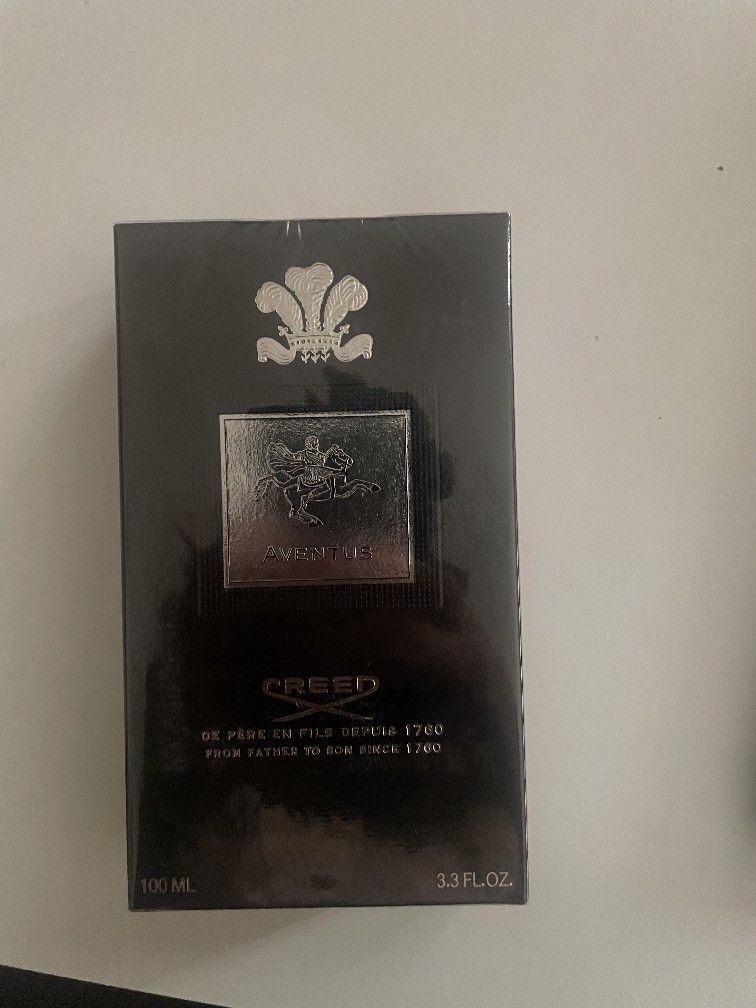 AVENTUS
CREED
DE PÈRE EN FILS DEPUIS 1760
FROM FATHER TO SON SINCE 1760
100 ML
3.3 FL.OZ.